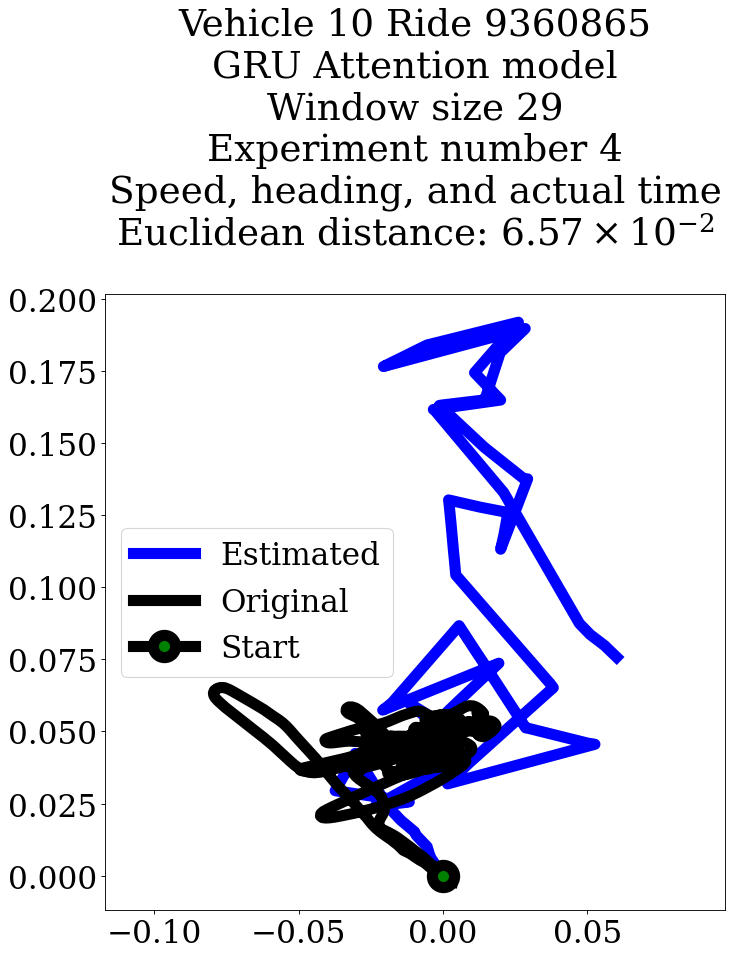 Vehicle 10 Ride 9360865
GRU Attention model
Window size 29
Experiment number 4
Speed, heading, and actual time
Euclidean distance: 6.57 × 10⁻²
0.200
0.175
0.150
0.125
0.100
0.075
0.050
0.025
0.000
Estimated
Original
Start
−0.10 −0.05 0.00 0.05